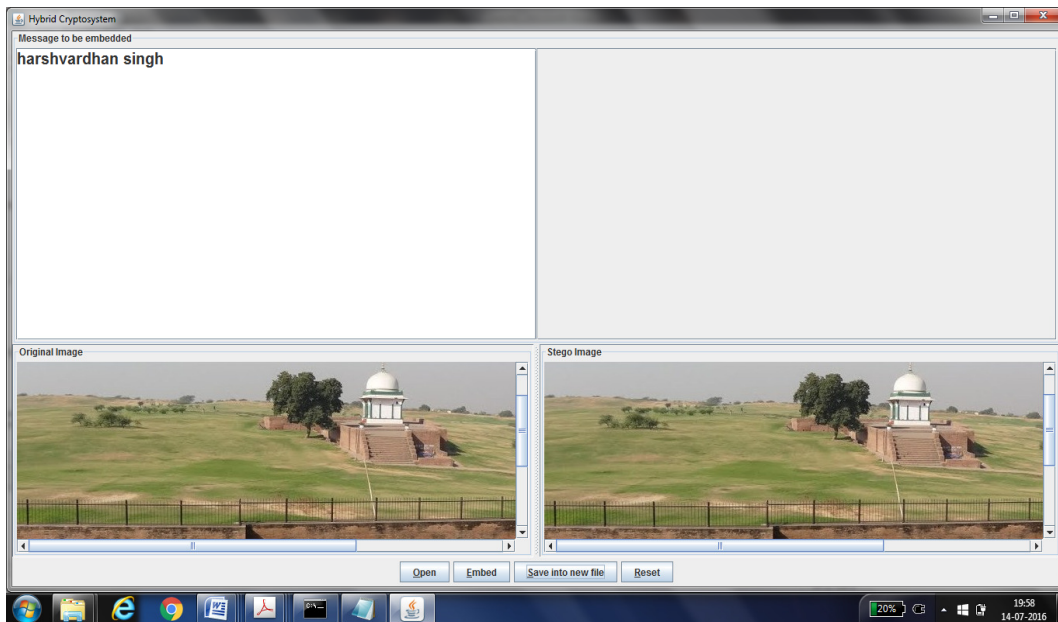 Hybrid Cryptosystem
Message to be embedded
harshvardhan singh
Original Image
Stego Image
Open Embed Save into new file Reset
20% 19:58
14-07-2016